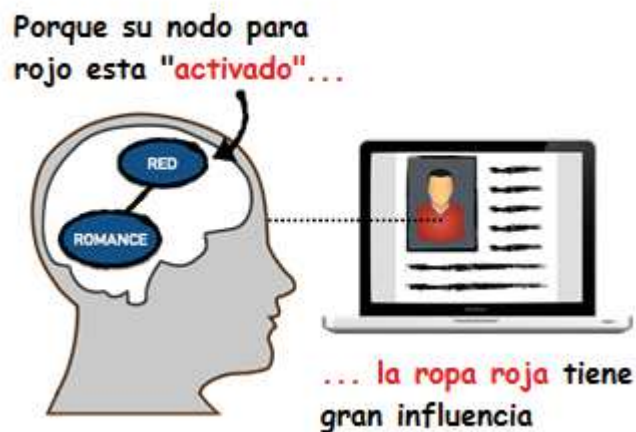 Porque su nodo para
rojo esta "activado"...
RED
ROMANCE
... la ropa roja tiene
gran influencia